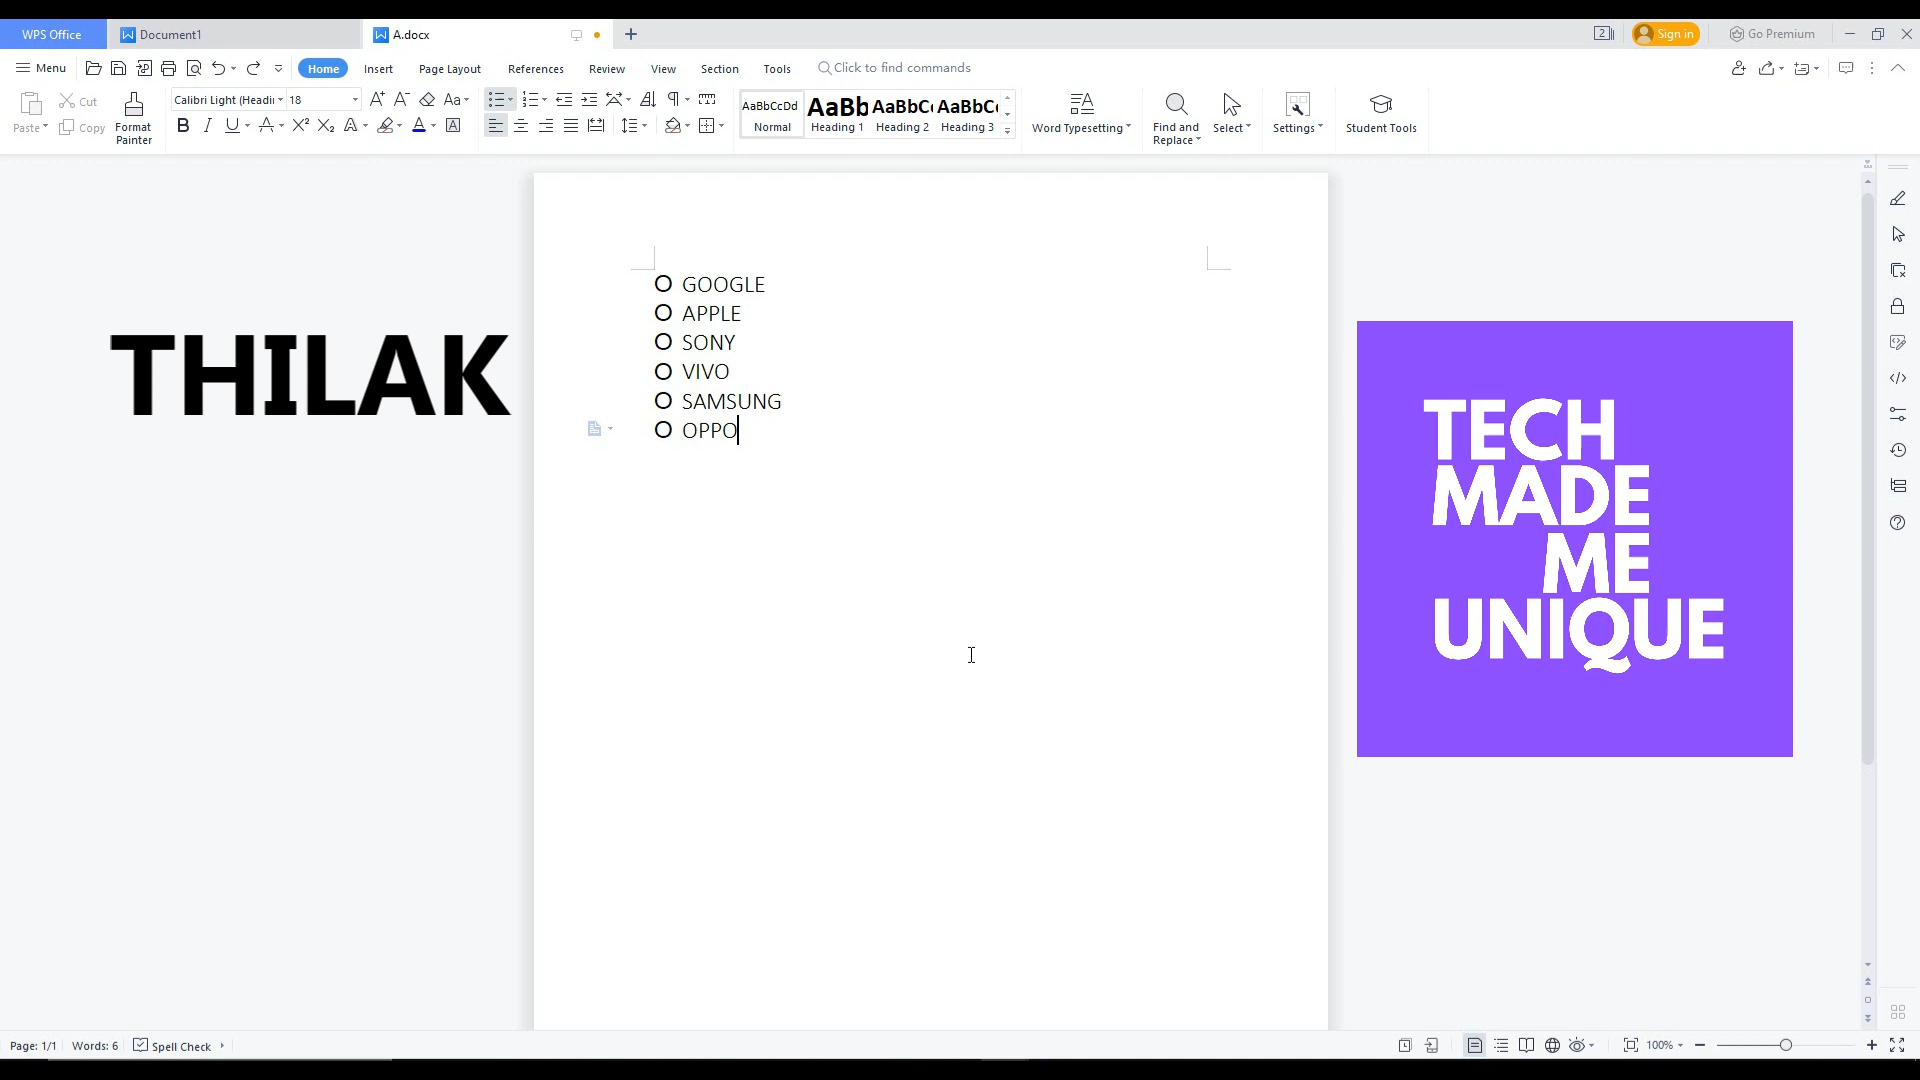 WPS Office
Document1
A.docx
2
Sign in
Go Premium
Menu
Home
Insert
Page Layout
References
Review
View
Section
Tools
Click to find commands
Paste
Cut
Copy
Format Painter
Calibri Light (Headi
18
AaBbCcDd
Normal
AaBb
Heading 1
AaBbC
Heading 2
AaBbC
Heading 3
Word Typesetting
Find and Replace
Select
Settings
Student Tools
GOOGLE
APPLE
SONY
VIVO
SAMSUNG
OPPO
THILAK
TECH
MADE
ME
UNIQUE
Page: 1/1
Words: 6
Spell Check
100%